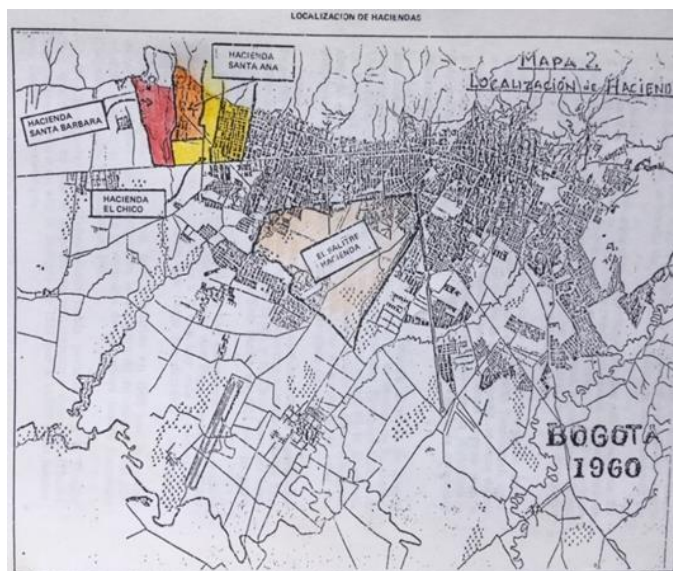 LOCALIZACION DE HACIENDAS
MAPA 2.
LOCALIZACIÓN de HACIEND
HACIENDA
SANTA ANA
HACIENDA
SANTA BARBARA
HACIENDA
EL CHICO
EL SALITRE
HACIENDA
BOGOTA
1960